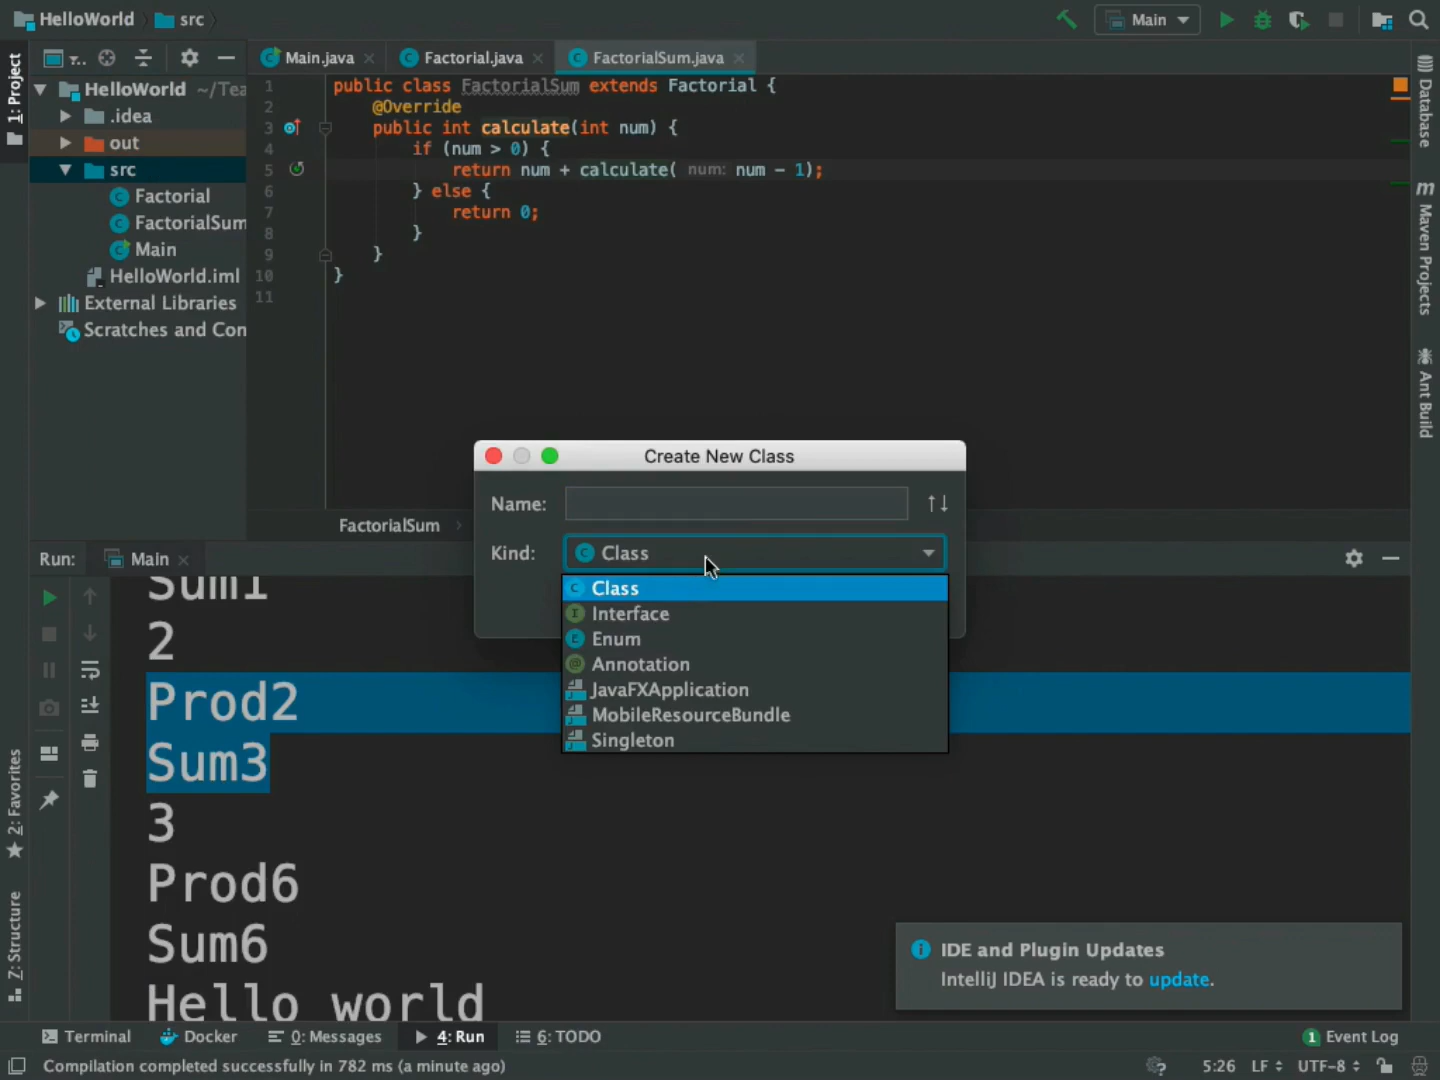 HelloWorld
src
Main
1: Project
Main.java
Factorial.java
FactorialSum.java
HelloWorld ~/Tea
.idea
out
src
Factorial
FactorialSum
Main
HelloWorld.iml
External Libraries
Scratches and Con
1 public class FactorialSum extends Factorial {
2 @Override
3 public int calculate(int num) {
4 if (num > 0) {
5 return num + calculate( num: num - 1);
6 } else {
7 return 0;
8 }
9 }
10 }
11
Database
m Maven Projects
Ant Build
FactorialSum
Create New Class
Name:
Kind:
Class
Class
Interface
Enum
Annotation
JavaFXApplication
MobileResourceBundle
Singleton
Run:
Main
Sum1
2
Prod2
Sum3
3
Prod6
Sum6
Hello world
2: Favorites
7: Structure
IDE and Plugin Updates
IntelliJ IDEA is ready to update.
Terminal
Docker
0: Messages
4: Run
6: TODO
1 Event Log
Compilation completed successfully in 782 ms (a minute ago)
5:26
LF
UTF-8